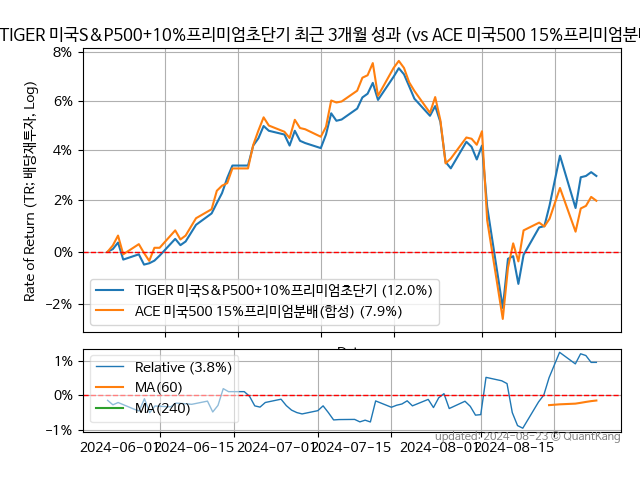 TIGER 미국S&P500+10%프리미엄초단기 최근 3개월 성과 (vs ACE 미국500 15%프리미엄분배
8%
6%
4%
2%
0%
−2%
Rate of Return (TR: 배당재투자, Log)
TIGER 미국S&P500+10%프리미엄초단기 (12.0%)
ACE 미국500 15%프리미엄분배(합성) (7.9%)
1%
0%
−1%
Relative (3.8%)
MA(60)
MA(240)
updated: 2024-08-23 © QuantKang
2024-06-01 2024-06-15 2024-07-01 2024-07-15 2024-08-01 2024-08-15